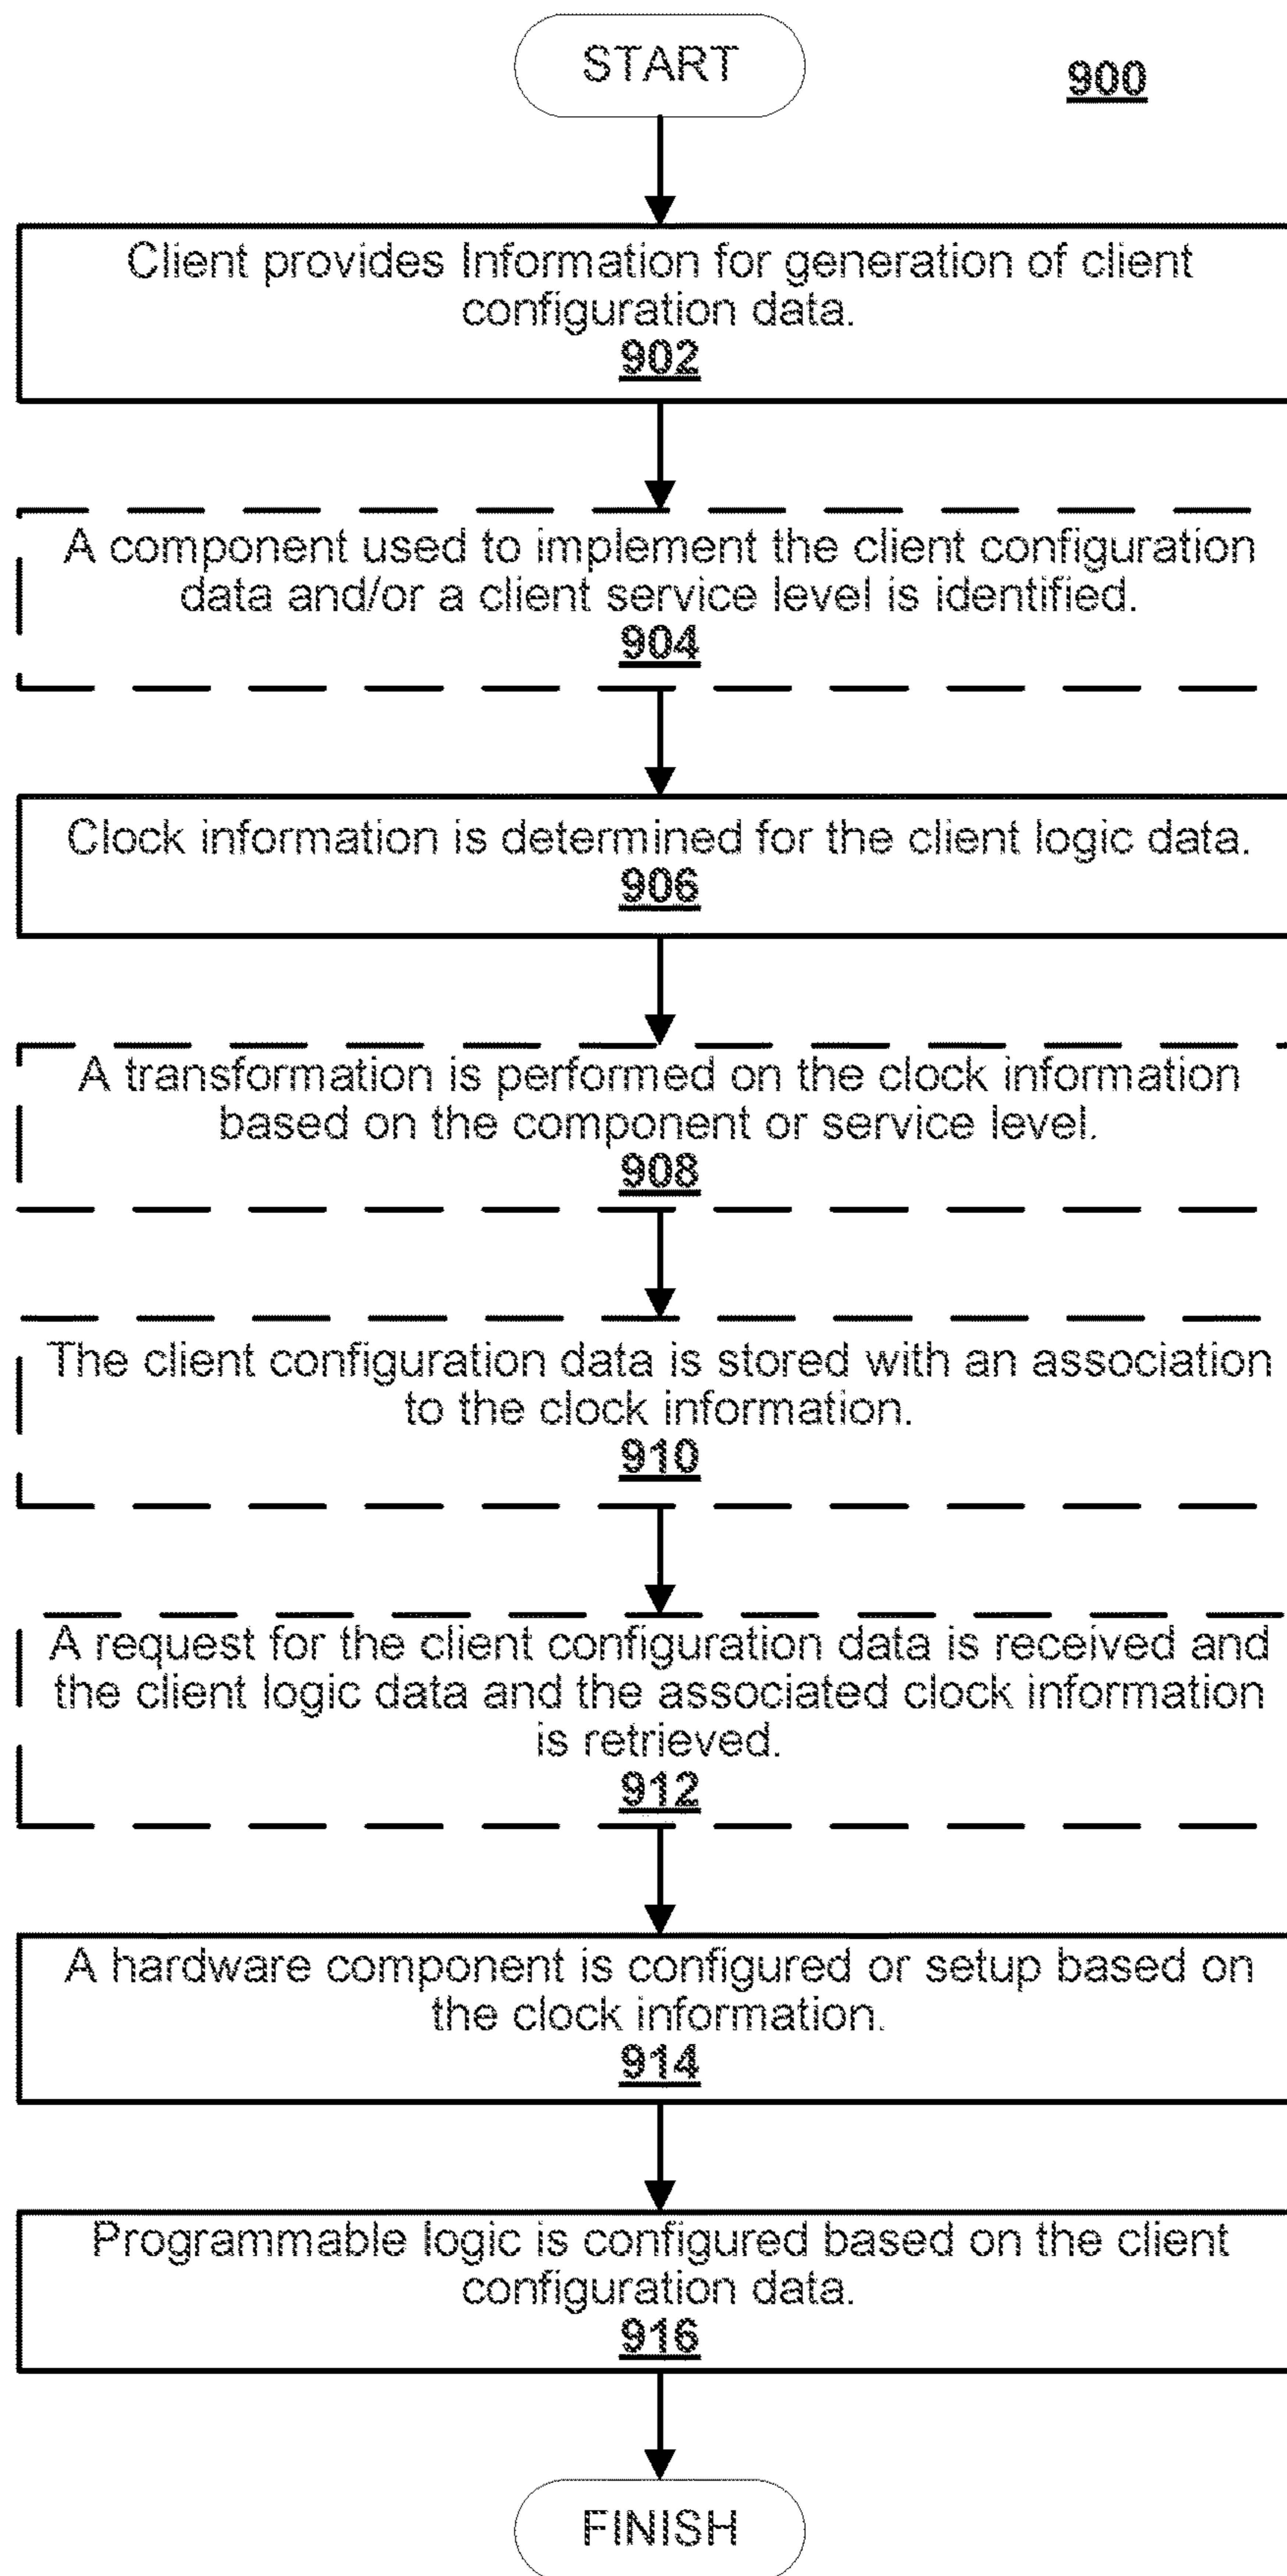 START
900
Client provides Information for generation of client
configuration data.
902
A component used to implement the client configuration
data and/or a client service level is identified.
904
Clock information is determined for the client logic data.
906
A transformation is performed on the clock information
based on the component or service level.
908
The client configuration data is stored with an association
to the clock information.
910
A request for the client configuration data is received and
the client logic data and the associated clock information
is retrieved.
912
A hardware component is configured or setup based on
the clock information.
914
Programmable logic is configured based on the client
configuration data.
916
FINISH